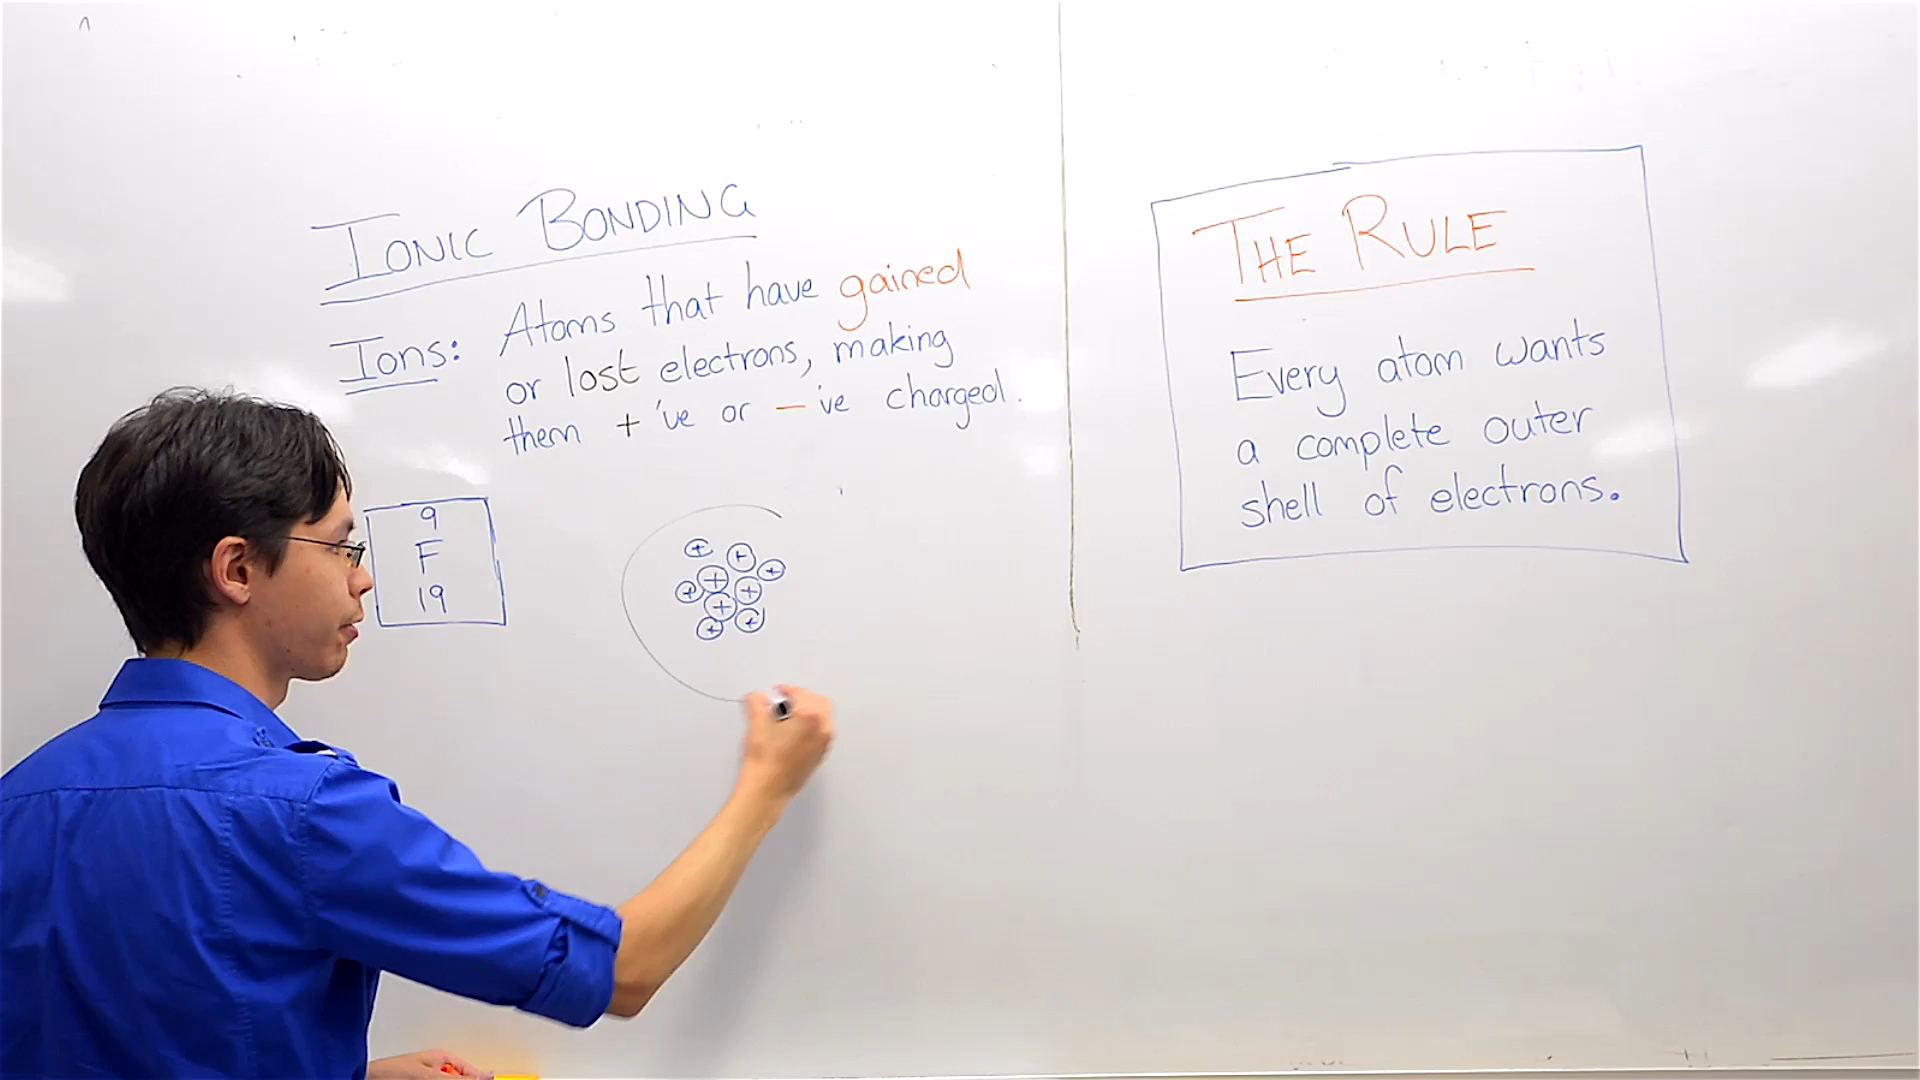 IONIC BONDING
Ions: Atoms that have gained
or lost electrons, making
them +'ve or -'ve charged.
9
F
19
+ +
+ + +
+ +
+
+ +
THE RULE
Every atom wants
a complete outer
shell of electrons.